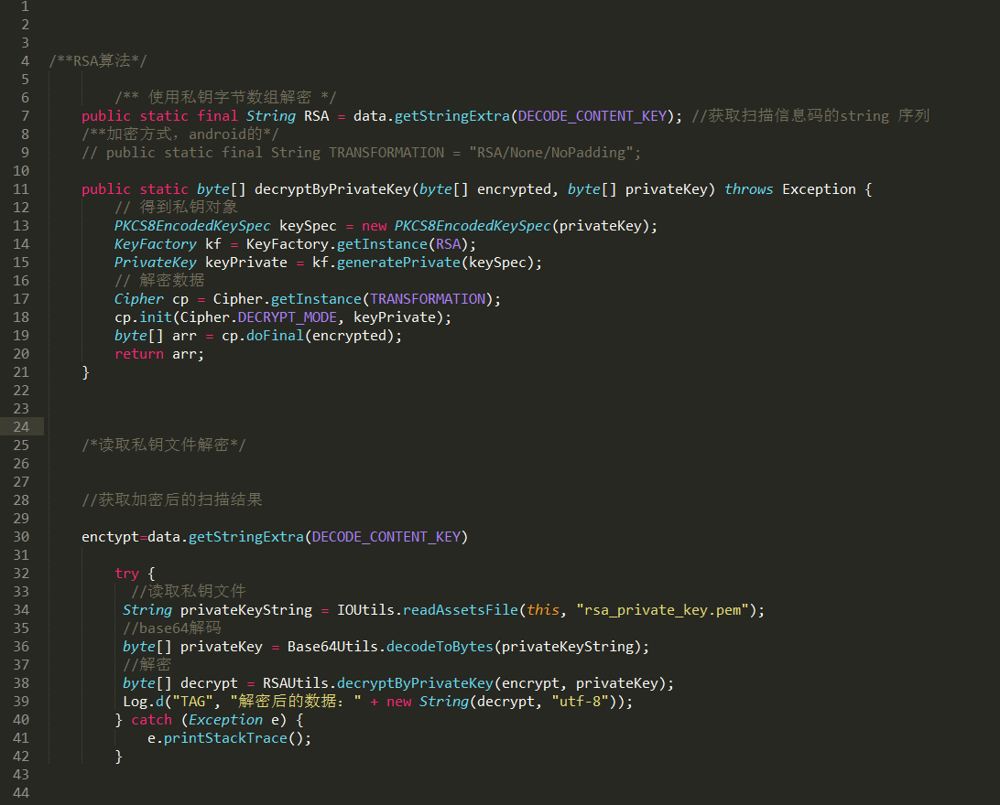 1
2
3
4 /**RSA算法*/
5
6 /** 使用私钥字节数组解密 */
7 public static final String RSA = data.getStringExtra(DECODE_CONTENT_KEY); //获取扫描信息码的string 序列
8 /**加密方式，android的*/
9 // public static final String TRANSFORMATION = "RSA/None/NoPadding";
10
11 public static byte[] decryptByPrivateKey(byte[] encrypted, byte[] privateKey) throws Exception {
12 // 得到私钥对象
13 PKCS8EncodedKeySpec keySpec = new PKCS8EncodedKeySpec(privateKey);
14 KeyFactory kf = KeyFactory.getInstance(RSA);
15 PrivateKey keyPrivate = kf.generatePrivate(keySpec);
16 // 解密数据
17 Cipher cp = Cipher.getInstance(TRANSFORMATION);
18 cp.init(Cipher.DECRYPT_MODE, keyPrivate);
19 byte[] arr = cp.doFinal(encrypted);
20 return arr;
21 }
22
23
24
25 /*读取私钥文件解密*/
26
27
28 //获取加密后的扫描结果
29
30 enctypt=data.getStringExtra(DECODE_CONTENT_KEY)
31
32 try {
33 //读取私钥文件
34 String privateKeyString = IOUtils.readAssetsFile(this, "rsa_private_key.pem");
35 //base64解码
36 byte[] privateKey = Base64Utils.decodeToBytes(privateKeyString);
37 //解密
38 byte[] decrypt = RSAUtils.decryptByPrivateKey(encrypt, privateKey);
39 Log.d("TAG", "解密后的数据：" + new String(decrypt, "utf-8"));
40 } catch (Exception e) {
41 e.printStackTrace();
42 }
43
44